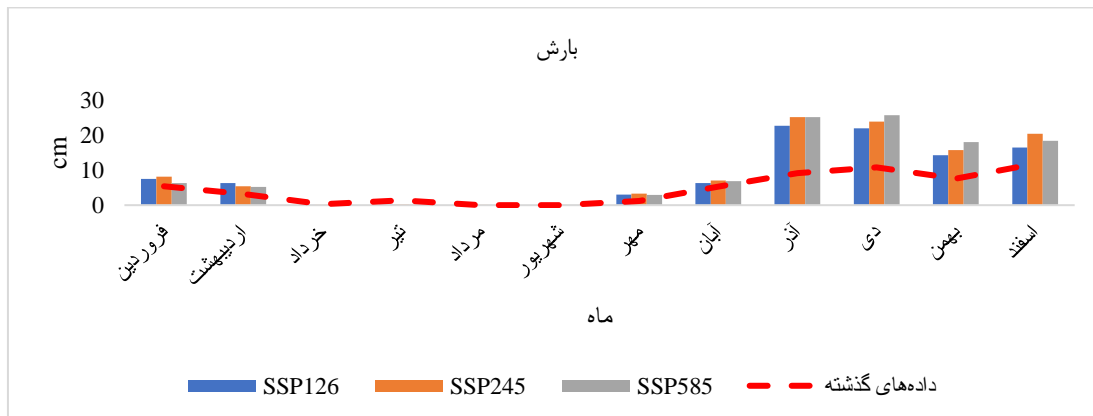 بارش
30
20
10
0
cm
فروردین
اردیبهشت
خرداد
تیر
مرداد
شهریور
مهر
آبان
آذر
دی
بهمن
اسفند
ماه
SSP126 SSP245 SSP585 داده‌های گذشته